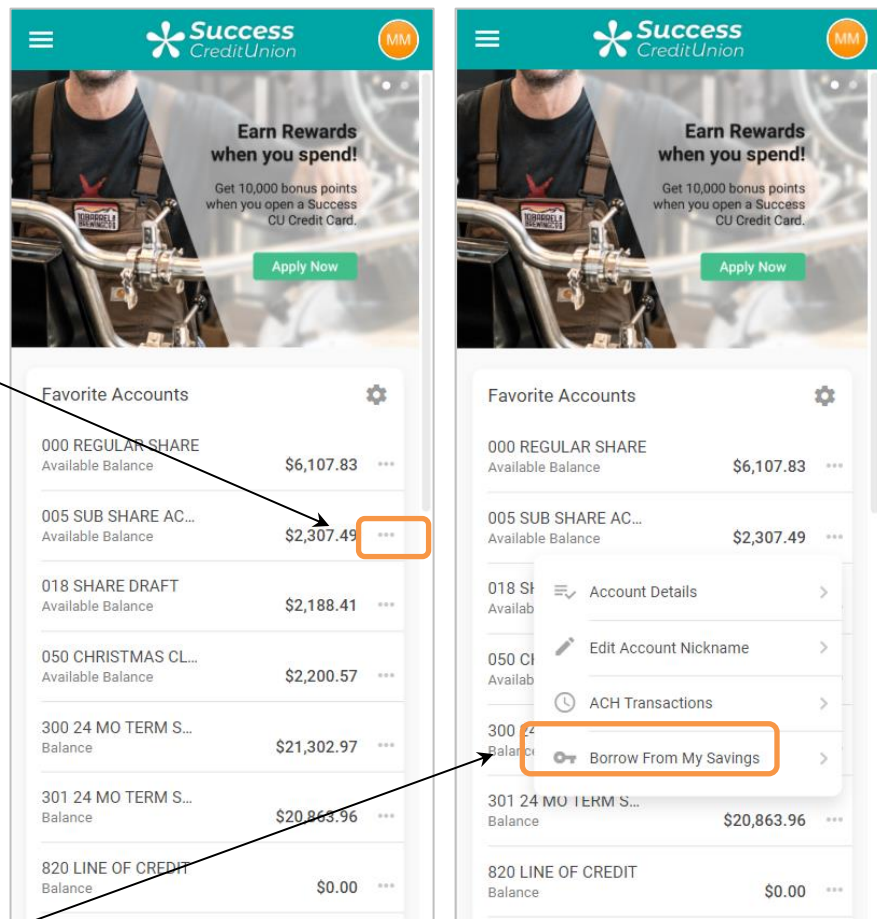 Success
CreditUnion
MM
Earn Rewards
when you spend!
Get 10,000 bonus points
when you open a Success
CU Credit Card.
Apply Now
Favorite Accounts
000 REGULAR SHARE
Available Balance
$6,107.83
005 SUB SHARE AC...
Available Balance
$2,307.49
018 SHARE DRAFT
Available Balance
$2,188.41
050 CHRISTMAS CL...
Available Balance
$2,200.57
300 24 MO TERM S...
Balance
$21,302.97
301 24 MO TERM S...
Balance
$20,863.96
820 LINE OF CREDIT
Balance
$0.00
Success
CreditUnion
MM
Earn Rewards
when you spend!
Get 10,000 bonus points
when you open a Success
CU Credit Card.
Apply Now
Favorite Accounts
000 REGULAR SHARE
Available Balance
$6,107.83
005 SUB SHARE AC...
Available Balance
$2,307.49
018
Account Details
050
Edit Account Nickname
ACH Transactions
300
Balance
Borrow From My Savings
301 24 MO TERM S...
Balance
$20,863.96
820 LINE OF CREDIT
Balance
$0.00